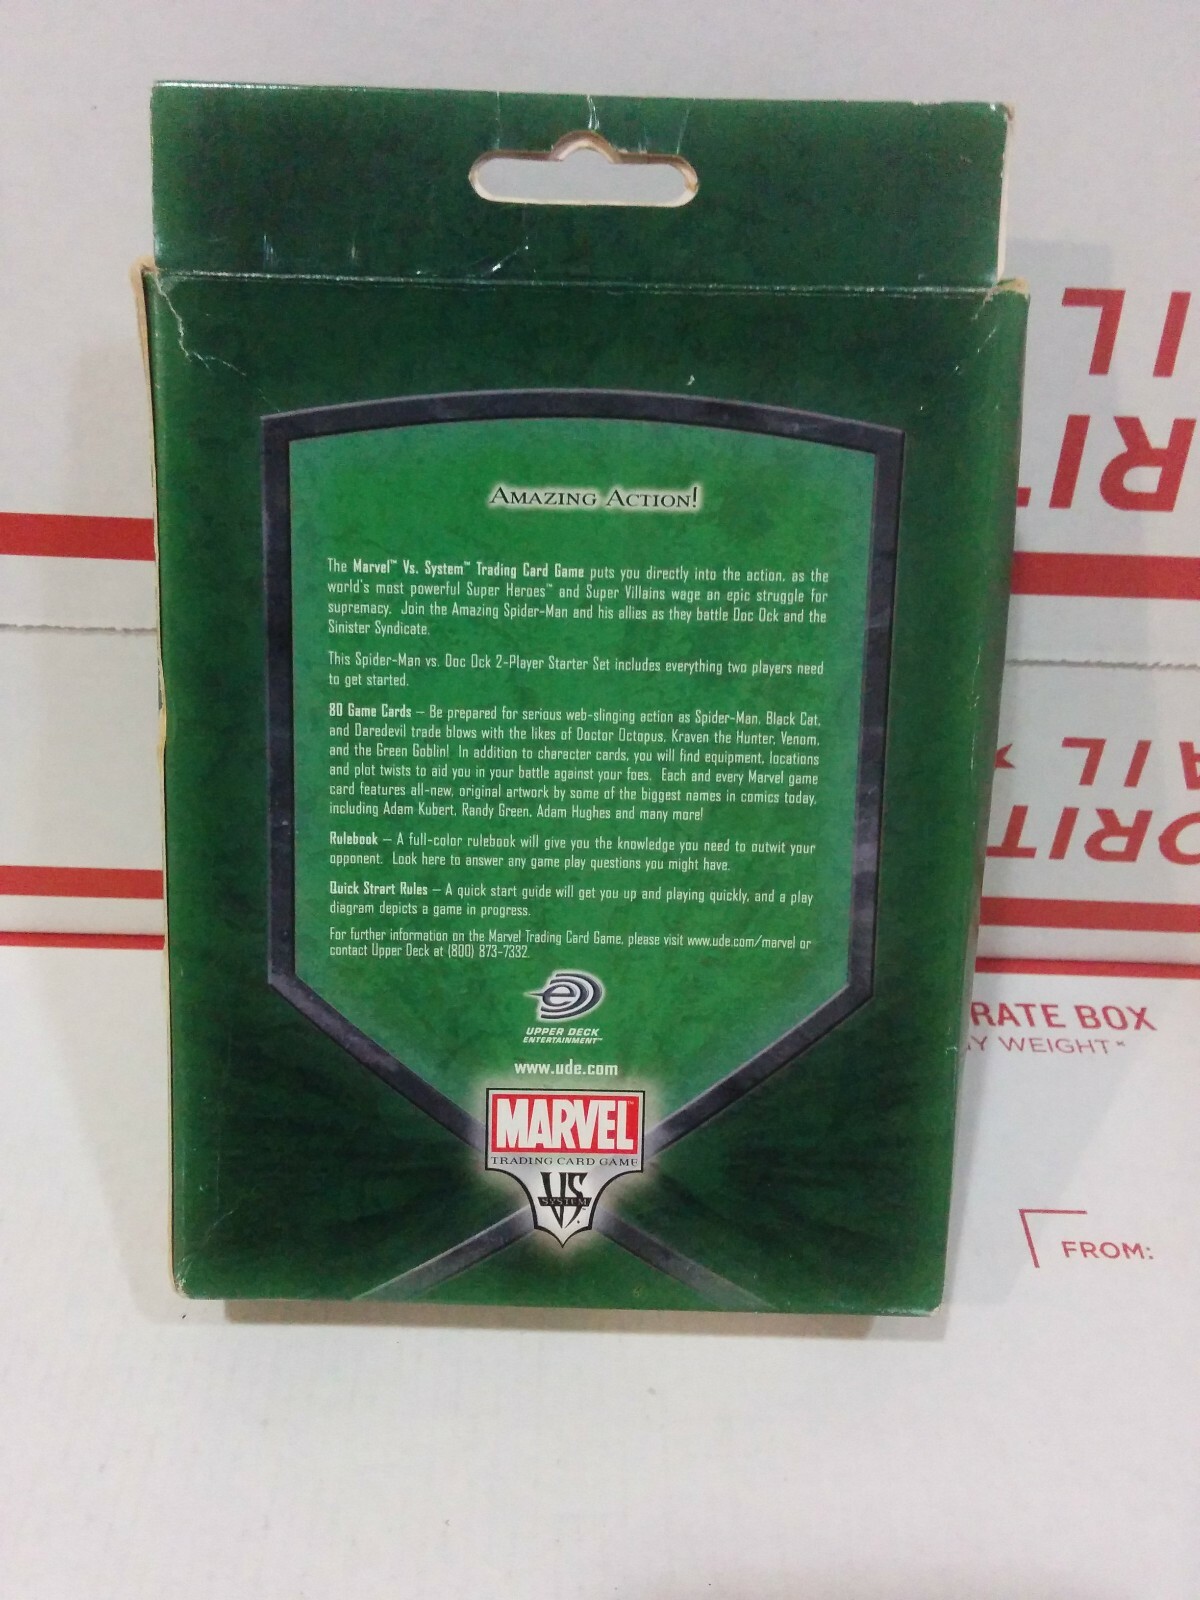 AMAZING ACTION!
The Marvel™ Vs. System™ Trading Card Game puts you directly into the action, as the
world's most powerful Super Heroes™ and Super Villains wage an epic struggle for
supremacy. Join the Amazing Spider-Man and his allies as they battle Doc Ock and the
Sinister Syndicate.
This Spider-Man vs. Doc Ock 2-Player Starter Set includes everything two players need
to get started.
80 Game Cards – Be prepared for serious web-slinging action as Spider-Man, Black Cat,
and Daredevil trade blows with the likes of Doctor Octopus, Kraven the Hunter, Venom,
and the Green Goblin! In addition to character cards, you will find equipment, locations
and plot twists to aid you in your battle against your foes. Each and every Marvel game
card features all-new, original artwork by some of the biggest names in comics today,
including Adam Kubert, Randy Green, Adam Hughes and many more!
Rulebook – A full-color rulebook will give you the knowledge you need to outwit your
opponent. Look here to answer any game play questions you might have.
Quick Strart Rules – A quick start guide will get you up and playing quickly, and a play
diagram depicts a game in progress.
For further information on the Marvel Trading Card Game, please visit www.ude.com/marvel or
contact Upper Deck at (800) 873-7332.
e
UPPER DECK
ENTERTAINMENT™
www.ude.com
MARVEL
TRADING CARD GAME
VS
SYSTEM
IL
RIT
AIL
ORIT
RATE BOX
Y WEIGHT*
FROM: